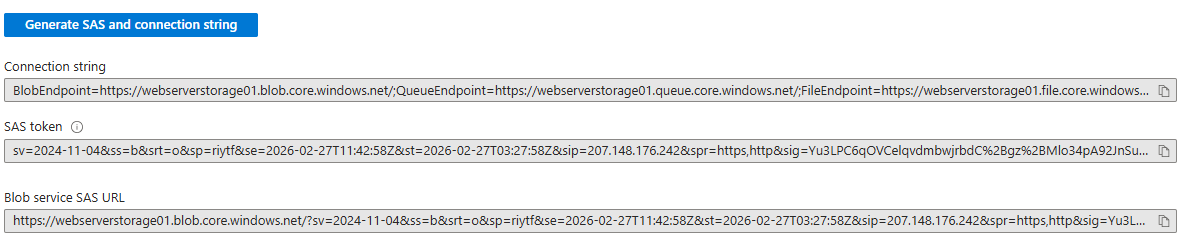 Generate SAS and connection string
Connection string
BlobEndpoint=https://webserverstorage01.blob.core.windows.net/;QueueEndpoint=https://webserverstorage01.queue.core.windows.net/;FileEndpoint=https://webserverstorage01.file.core.windows...
SAS token
sv=2024-11-04&ss=b&srt=o&sp=riytf&se=2026-02-27T11:42:58Z&st=2026-02-27T03:27:58Z&sip=207.148.176.242&spr=https,http&sig=Yu3LPC6qOVCelqvdmbwjrbdC%2Bgz%2BMlo34pA92JnSu...
Blob service SAS URL
https://webserverstorage01.blob.core.windows.net/?sv=2024-11-04&ss=b&srt=o&sp=riytf&se=2026-02-27T11:42:58Z&st=2026-02-27T03:27:58Z&sip=207.148.176.242&spr=https,http&sig=Yu3L...